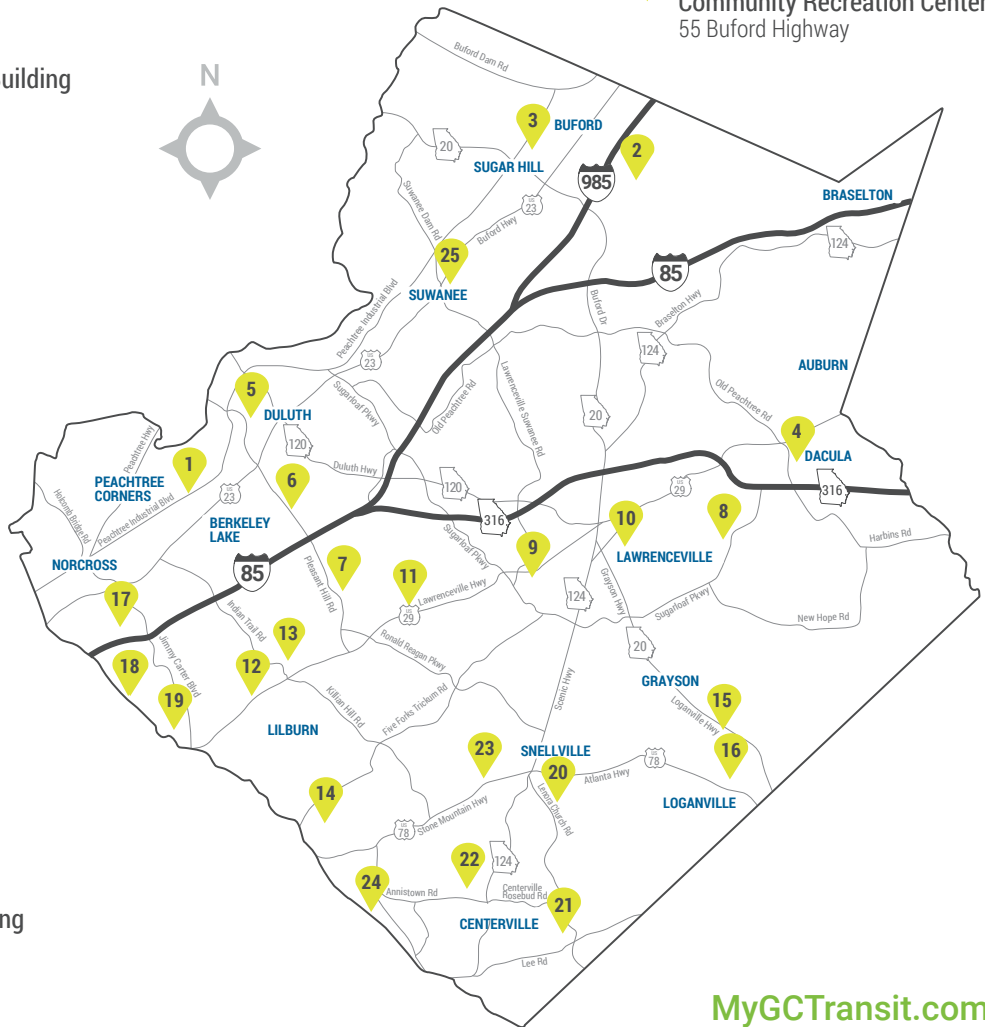 Community Recreation Center
55 Buford Highway
uilding
N
Buford Dam Rd
3
BUFORD
20
SUGAR HILL
2
985
US
23
BRASELTON
Suwanee Dam Rd
Buford Hwy
124
25
SUWANEE
85
Peachtree Industrial Blvd
Buford Dr
Braselton Hwy
124
US
23
AUBURN
5
DULUTH
Sugarloaf Pkwy
Old Peachtree Rd
Lawrenceville Suwanee Rd
20
Old Peachtree Rd
4
DACULA
Peachtree Hwy
120
1
PEACHTREE
CORNERS
Duluth Hwy
6
120
US
29
316
Holcomb Bridge Rd
US
23
Peachtree Industrial Blvd
BERKELEY
LAKE
316
10
8
LAWRENCEVILLE
Harbins Rd
NORCROSS
85
Pleasant Hill Rd
7
11
Sugarloaf Pkwy
9
Lawrenceville Hwy
US
29
124
Grayson Hwy
Sugarloaf Pkwy
New Hope Rd
17
Indian Trail Rd
13
Ronald Reagan Pkwy
20
18
Jimmy Carter Blvd
12
GRAYSON
19
Killian Hill Rd
Five Forks Trickum Rd
Scenic Hwy
15
Loganville Hwy
LILBURN
23
SNELLVILLE
16
20
Atlanta Hwy
US
78
14
LOGANVILLE
US
78
Stone Mountain Hwy
Lenora Church Rd
22
124
24
Annistown Rd
Centerville
Rosebud Rd
21
CENTERVILLE
ng
Lee Rd
MyGCTransit.com